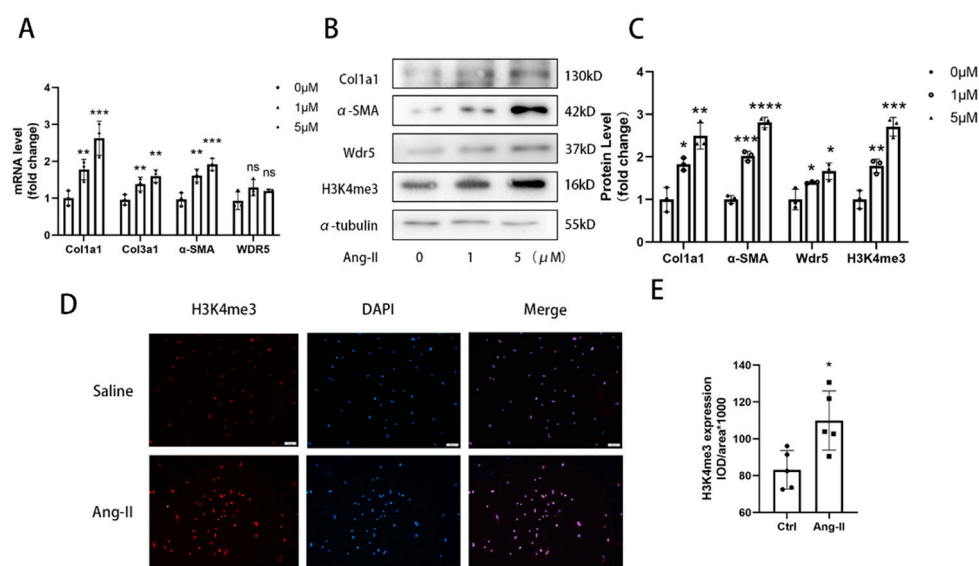 A
mRNA level
(fold change)
4
3
2
1
0
** *** ** ** ** *** ns ns
Col1a1 Col3a1 α-SMA WDR5
0μM
1μM
5μM
B
Col1a1 130kD
α-SMA 42kD
Wdr5 37kD
H3K4me3 16kD
α-tubulin 55kD
Ang-II 0 1 5 (μM)
C
Protein Level
(fold change)
4
3
2
1
0
* ** *** **** * * ** ***
Col1a1 α-SMA Wdr5 H3K4me3
0μM
1μM
5μM
D
H3K4me3 DAPI Merge
Saline
Ang-II
E
H3K4me3 expression
IOD/area*1000
140
120
100
80
60
*
Ctrl Ang-II